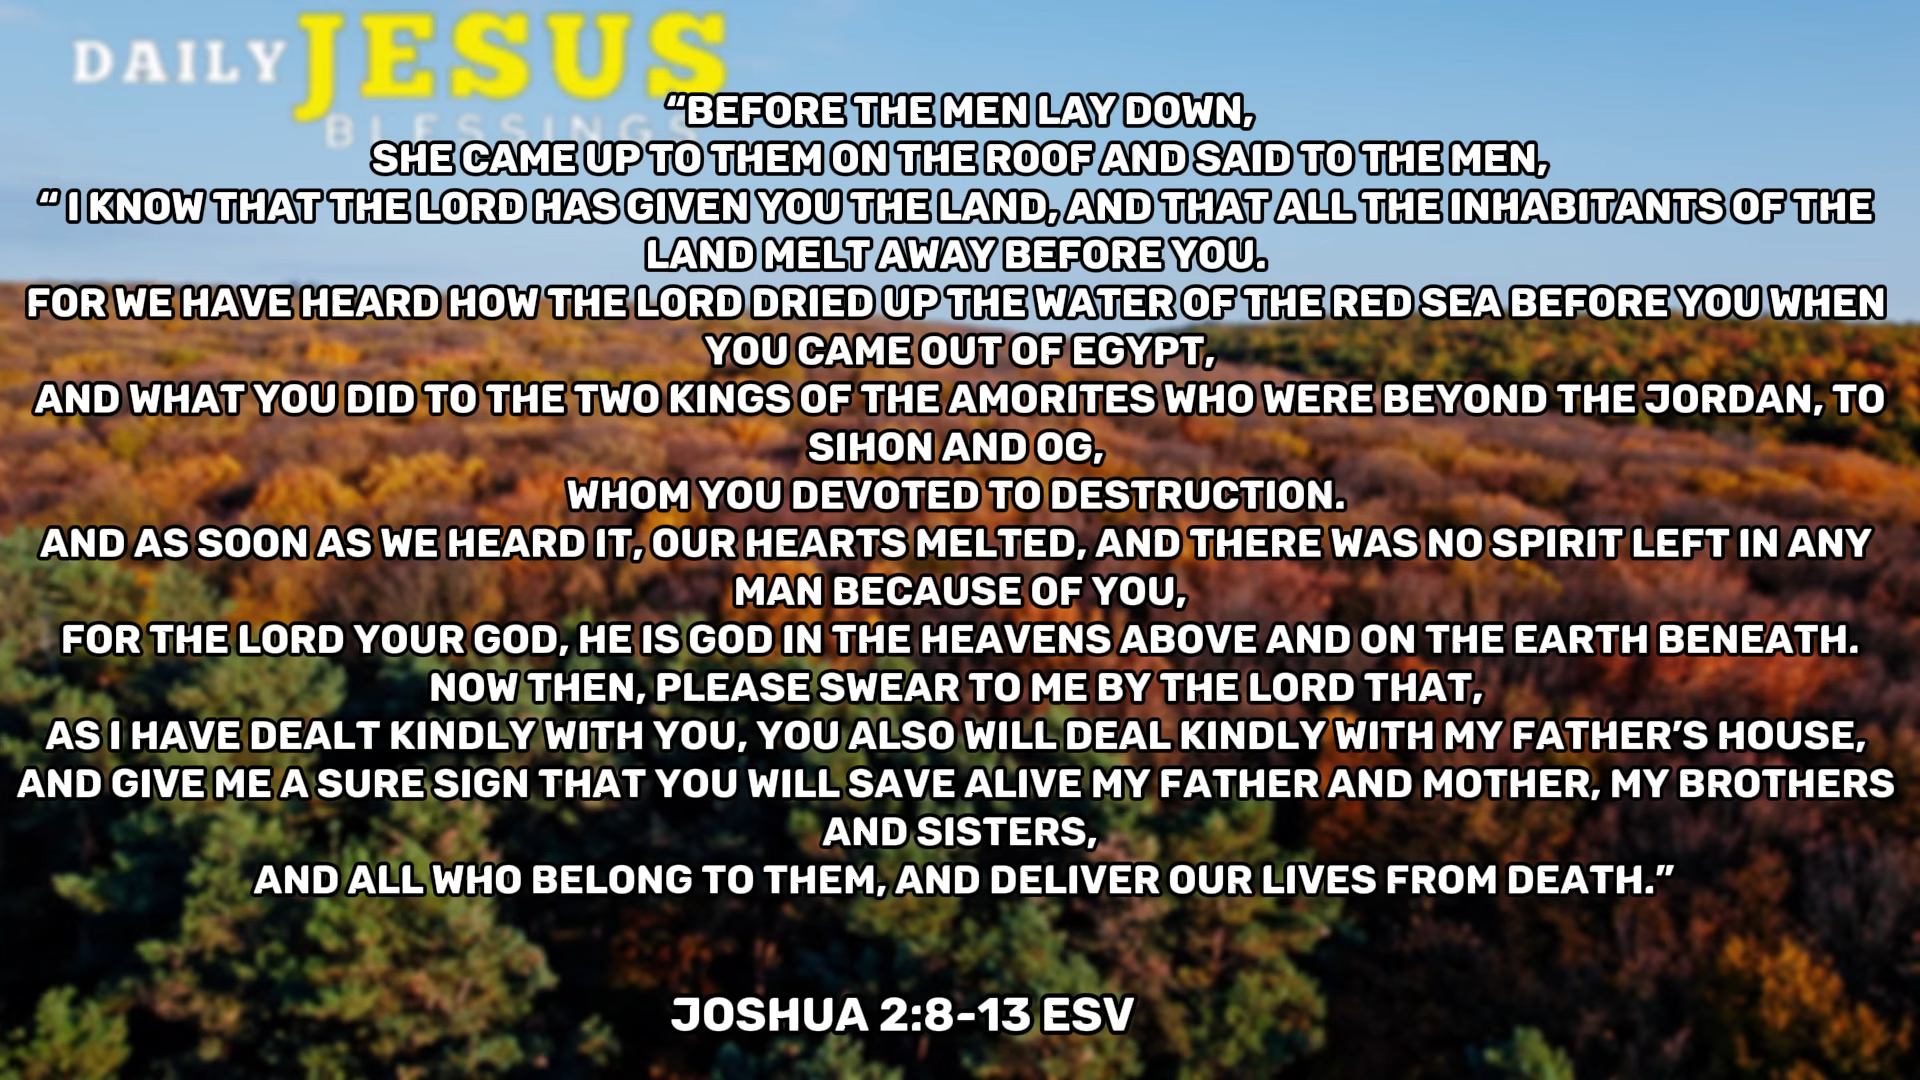 DAILY JESUS
BLESSINGS
“BEFORE THE MEN LAY DOWN,
SHE CAME UP TO THEM ON THE ROOF AND SAID TO THE MEN,
“ I KNOW THAT THE LORD HAS GIVEN YOU THE LAND, AND THAT ALL THE INHABITANTS OF THE
LAND MELT AWAY BEFORE YOU.
FOR WE HAVE HEARD HOW THE LORD DRIED UP THE WATER OF THE RED SEA BEFORE YOU WHEN
YOU CAME OUT OF EGYPT,
AND WHAT YOU DID TO THE TWO KINGS OF THE AMORITES WHO WERE BEYOND THE JORDAN, TO
SIHON AND OG,
WHOM YOU DEVOTED TO DESTRUCTION.
AND AS SOON AS WE HEARD IT, OUR HEARTS MELTED, AND THERE WAS NO SPIRIT LEFT IN ANY
MAN BECAUSE OF YOU,
FOR THE LORD YOUR GOD, HE IS GOD IN THE HEAVENS ABOVE AND ON THE EARTH BENEATH.
NOW THEN, PLEASE SWEAR TO ME BY THE LORD THAT,
AS I HAVE DEALT KINDLY WITH YOU, YOU ALSO WILL DEAL KINDLY WITH MY FATHER’S HOUSE,
AND GIVE ME A SURE SIGN THAT YOU WILL SAVE ALIVE MY FATHER AND MOTHER, MY BROTHERS
AND SISTERS,
AND ALL WHO BELONG TO THEM, AND DELIVER OUR LIVES FROM DEATH.”
JOSHUA 2:8-13 ESV